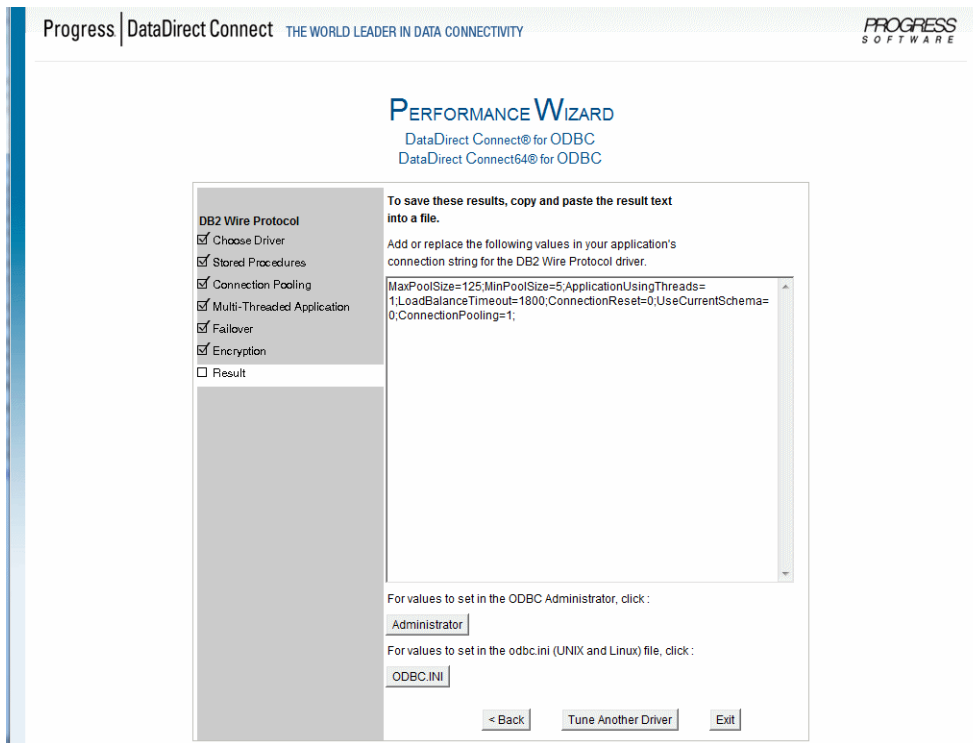 Progress DataDirect Connect THE WORLD LEADER IN DATA CONNECTIVITY
PROGRESS
SOFTWARE
PERFORMANCE WIZARD
DataDirect Connect® for ODBC
DataDirect Connect64® for ODBC
DB2 Wire Protocol
Choose Driver
Stored Procedures
Connection Pooling
Multi-Threaded Application
Failover
Encryption
Result
To save these results, copy and paste the result text
into a file.
Add or replace the following values in your application's
connection string for the DB2 Wire Protocol driver.
MaxPoolSize=125;MinPoolSize=5;ApplicationUsingThreads=
1;LoadBalanceTimeout=1800;ConnectionReset=0;UseCurrentSchema=
0;ConnectionPooling=1;
For values to set in the ODBC Administrator, click :
Administrator
For values to set in the odbc.ini (UNIX and Linux) file, click :
ODBC.INI
< Back
Tune Another Driver
Exit